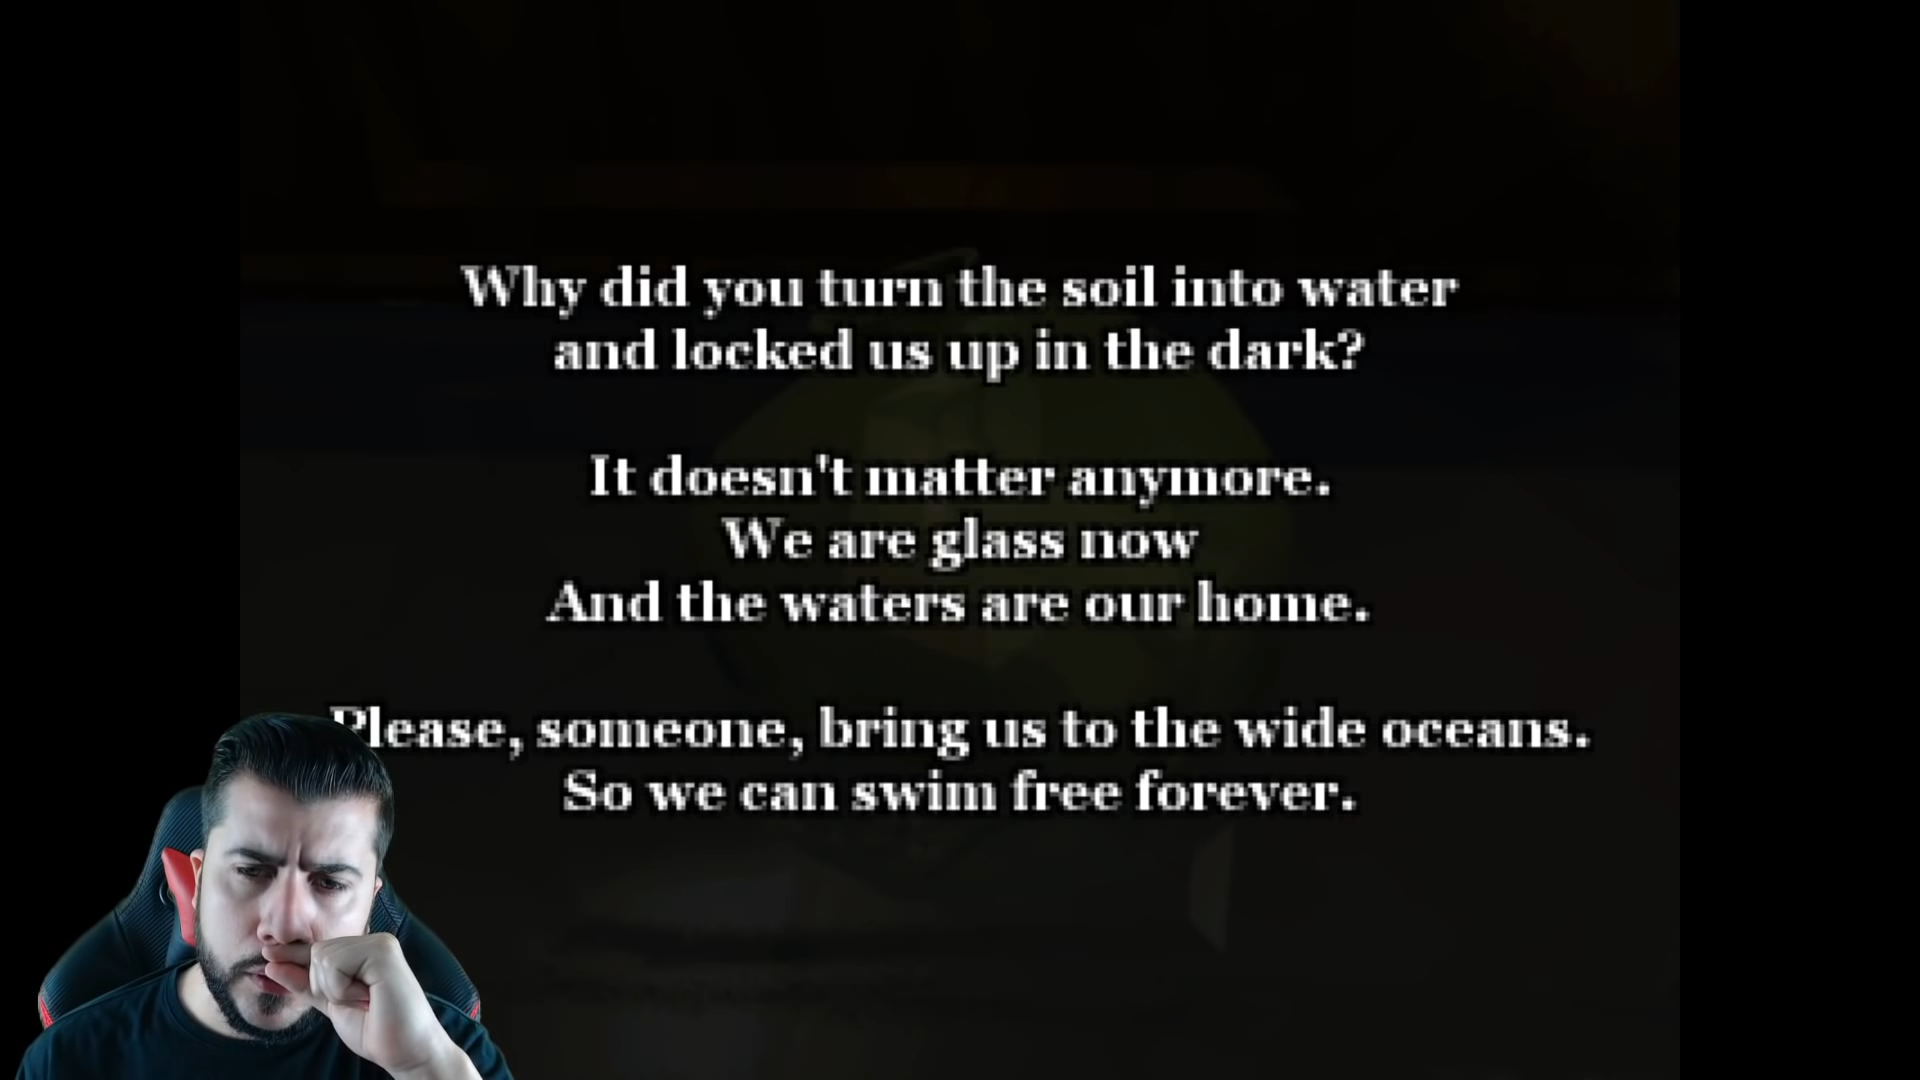 Why did you turn the soil into water
and locked us up in the dark?
It doesn't matter anymore.
We are glass now
And the waters are our home.
Please, someone, bring us to the wide oceans.
So we can swim free forever.